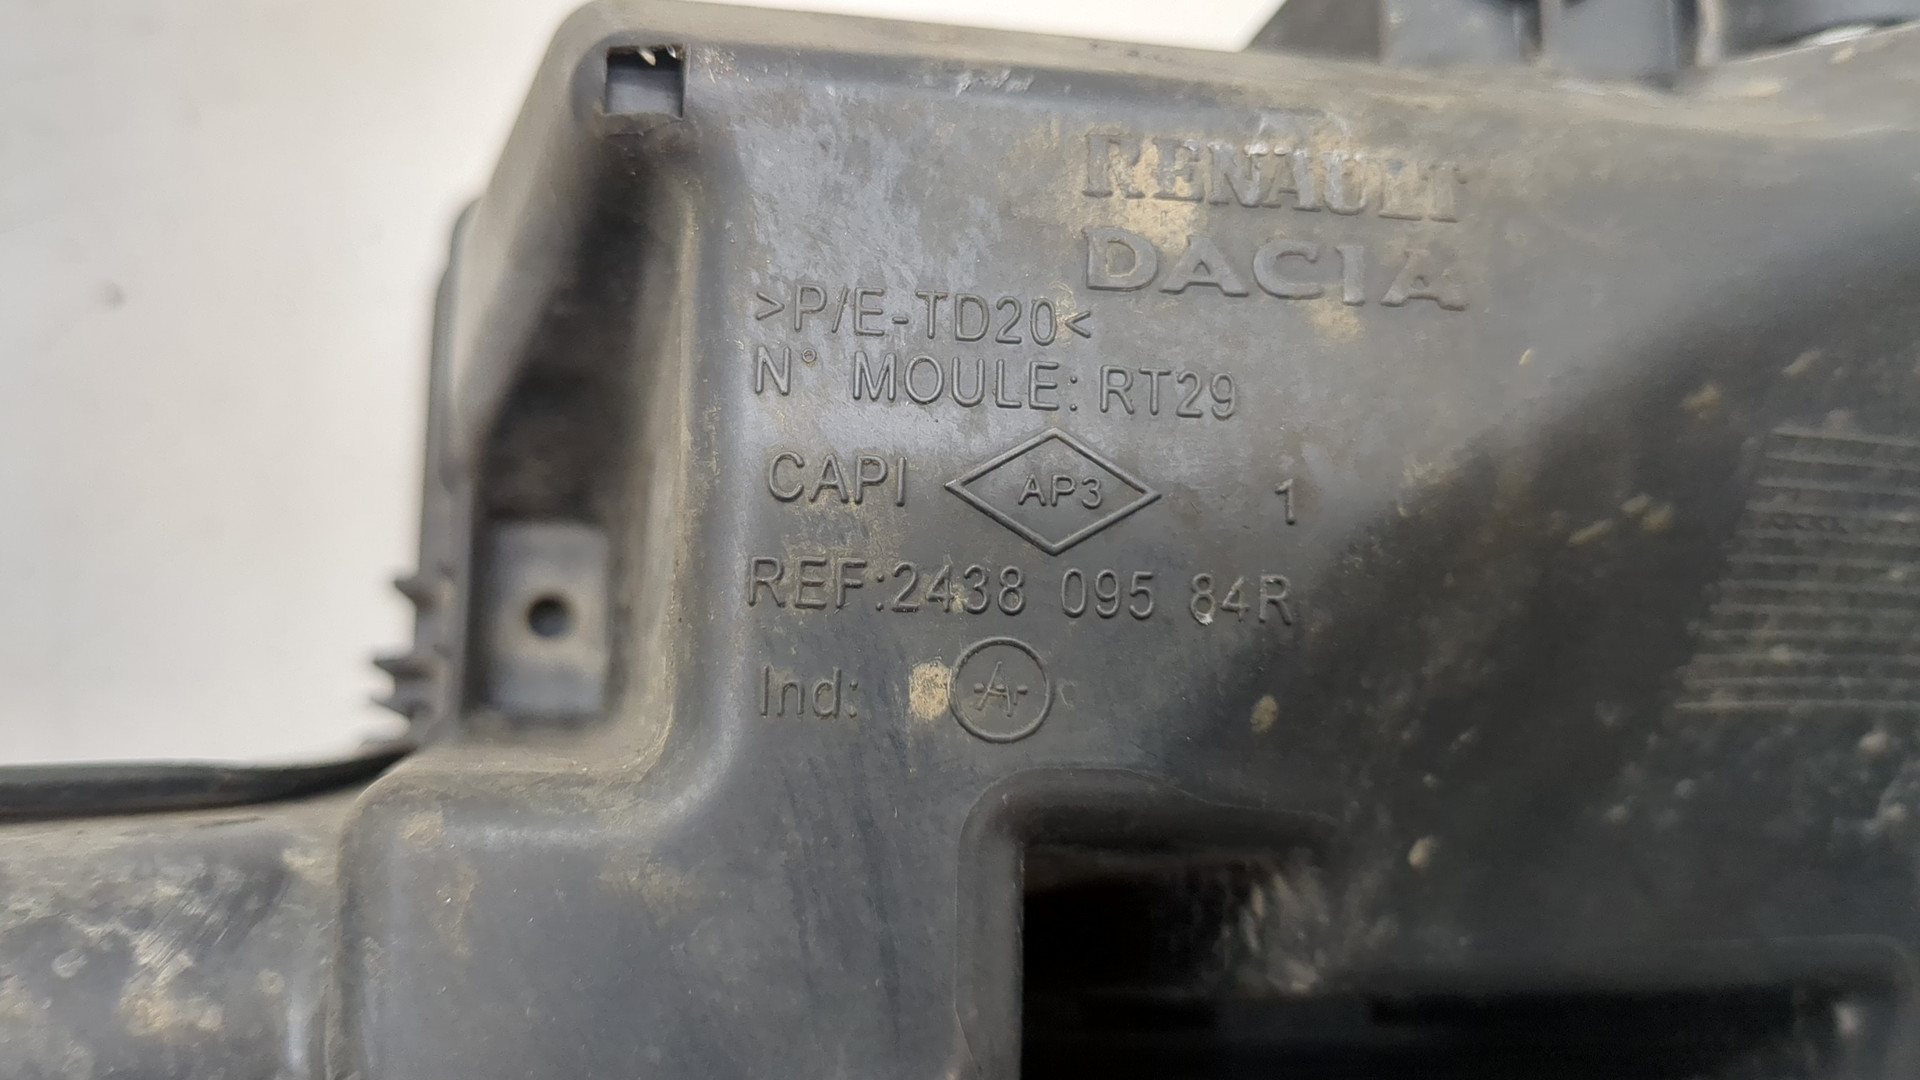 RENAULT
DACIA
>P/E-TD20<
N° MOULE: RT29
CAPI AP3 1
REF:2438 095 84R
Ind: A